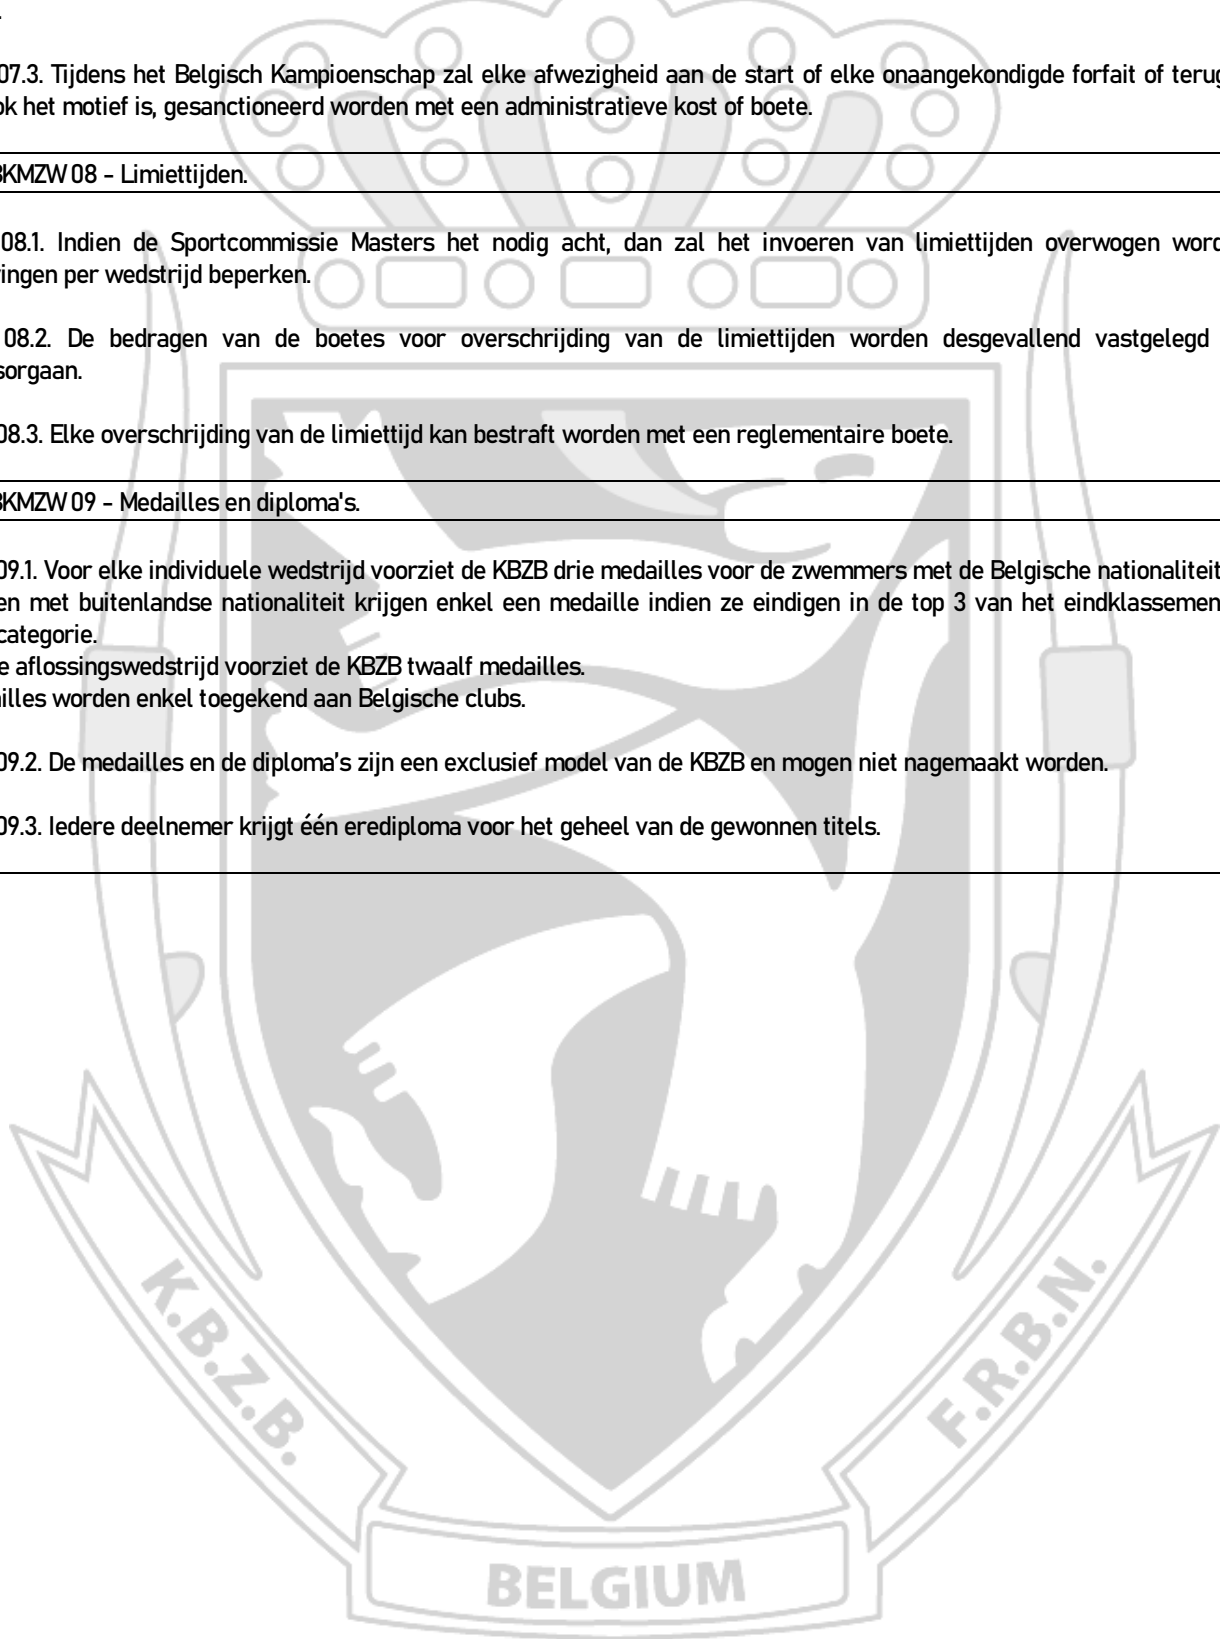 07.3. Tijdens het Belgisch Kampioenschap zal elke afwezigheid aan de start of elke onaangekondigde forfait of
het motief is, gesanctioneerd worden met een administratieve kost of boete.
BKMZW 08 - Limiettijden.
08.1. Indien de Sportcommissie Masters het nodig acht, dan zal het invoeren van limiettijden overwogen
per wedstrijd beperken.
08.2. De bedragen van de boetes voor overschrijding van de limiettijden worden desgevallend vastgelegd
08.3. Elke overschrijding van de limiettijd kan bestraft worden met een reglementaire boete.
BKMZW 09 - Medailles en diploma's.
09.1. Voor elke individuele wedstrijd voorziet de KBZB drie medailles voor de zwemmers met de Belgische nationaliteit
met buitenlandse nationaliteit krijgen enkel een medaille indien ze eindigen in de top 3 van het
categorie.
aflossingswedstrijd voorziet de KBZB twaalf medailles.
worden enkel toegekend aan Belgische clubs.
09.2. De medailles en de diploma's zijn een exclusief model van de KBZB en mogen niet nagemaakt worden.
09.3. Iedere deelnemer krijgt één erediploma voor het geheel van de gewonnen titels.
K.B.Z.B.
F.R.B.N.
BELGIUM